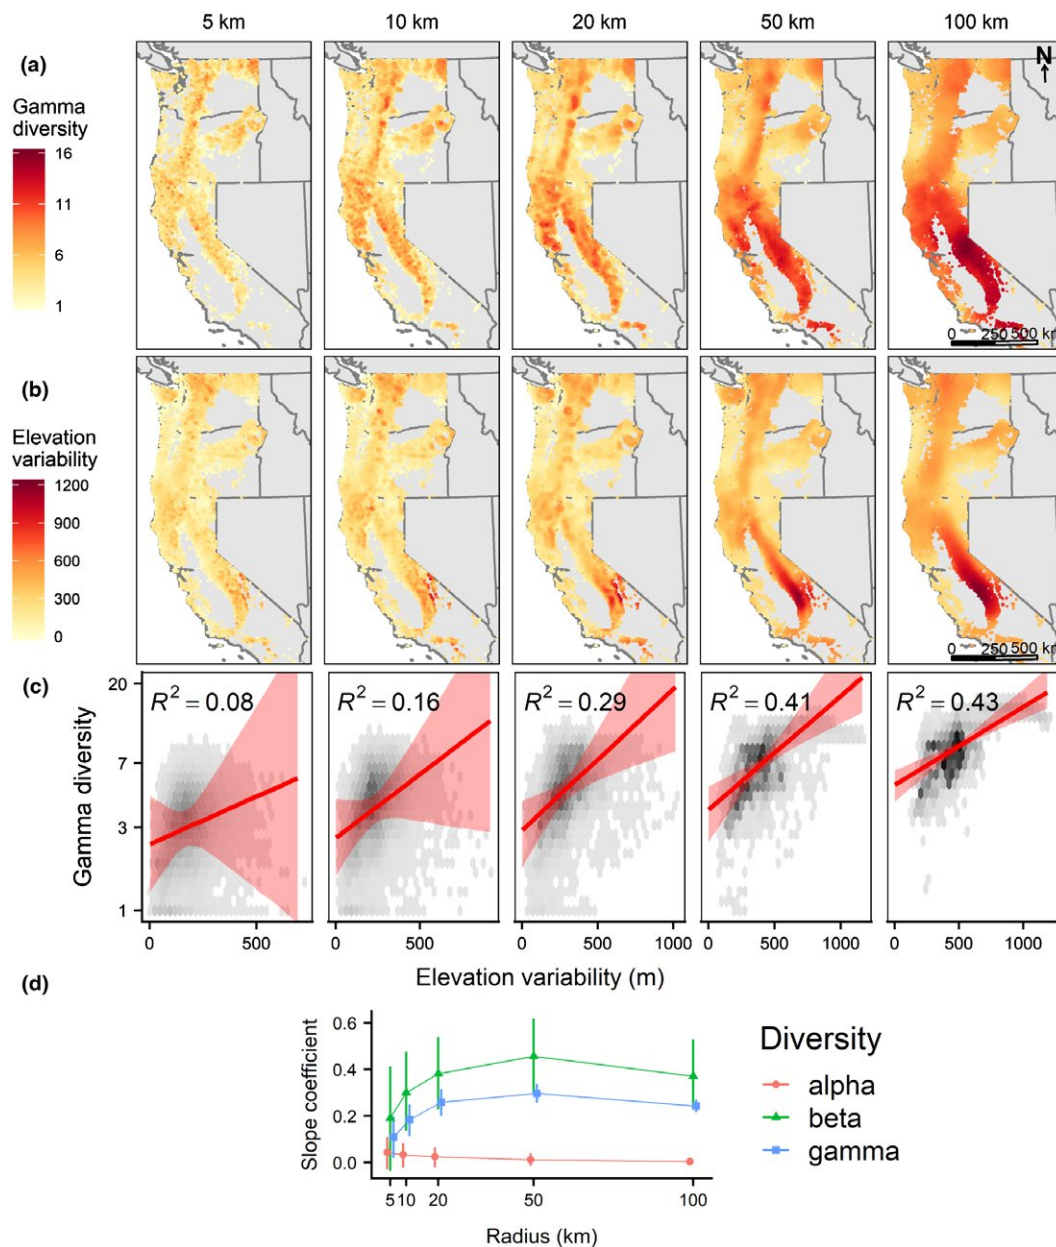 5 km 10 km 20 km 50 km 100 km
(a)
N
Gamma
diversity
16
11
6
1
0 250 500 km
(b)
Elevation
variability
1200
900
600
300
0
0 250 500 km
(c)
R² = 0.08 R² = 0.16 R² = 0.29 R² = 0.41 R² = 0.43
Gamma diversity
20
7
3
1
0 500 0 500 0 500 1000 0 500 1000 0 500 1000
Elevation variability (m)
(d)
Slope coefficient
0.6
0.4
0.2
0.0
5 10 20 50 100
Radius (km)
Diversity
alpha
beta
gamma